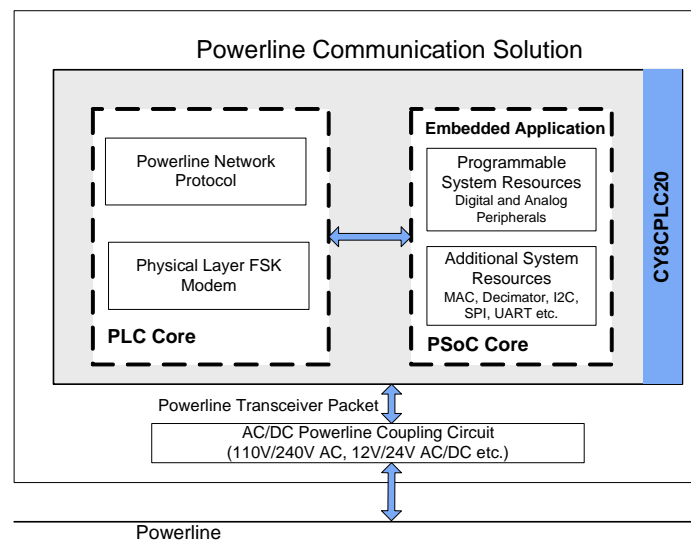 Powerline Communication Solution
Powerline Network
Protocol
Physical Layer FSK
Modem
PLC Core
Embedded Application
Programmable
System Resources
Digital and Analog
Peripherals
Additional System
Resources
MAC, Decimator, I2C,
SPI, UART etc.
PSoC Core
CY8CPLC20
Powerline Transceiver Packet
AC/DC Powerline Coupling Circuit
(110V/240V AC, 12V/24V AC/DC etc.)
Powerline